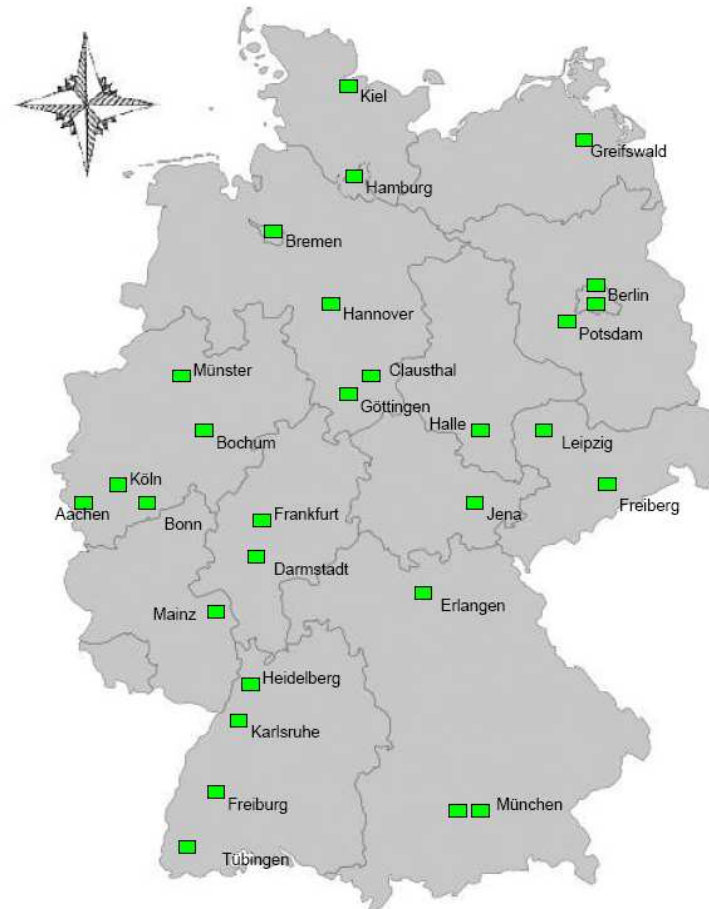 Kiel
Greifswald
Hamburg
Bremen
Berlin
Hannover
Potsdam
Münster
Clausthal
Göttingen
Halle
Leipzig
Bochum
Köln
Freiberg
Aachen
Bonn
Frankfurt
Jena
Darmstadt
Erlangen
Mainz
Heidelberg
Karlsruhe
Freiburg
München
Tübingen